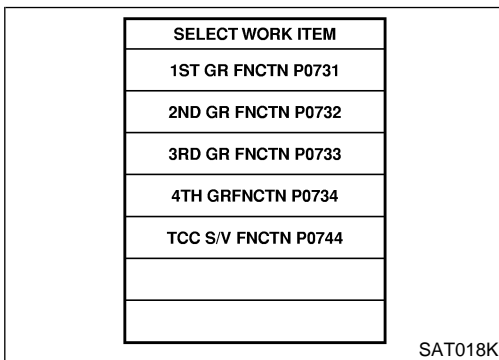 SELECT WORK ITEM
1ST GR FNCTN P0731
2ND GR FNCTN P0732
3RD GR FNCTN P0733
4TH GRFNCTN P0734
TCC S/V FNCTN P0744
SAT018K